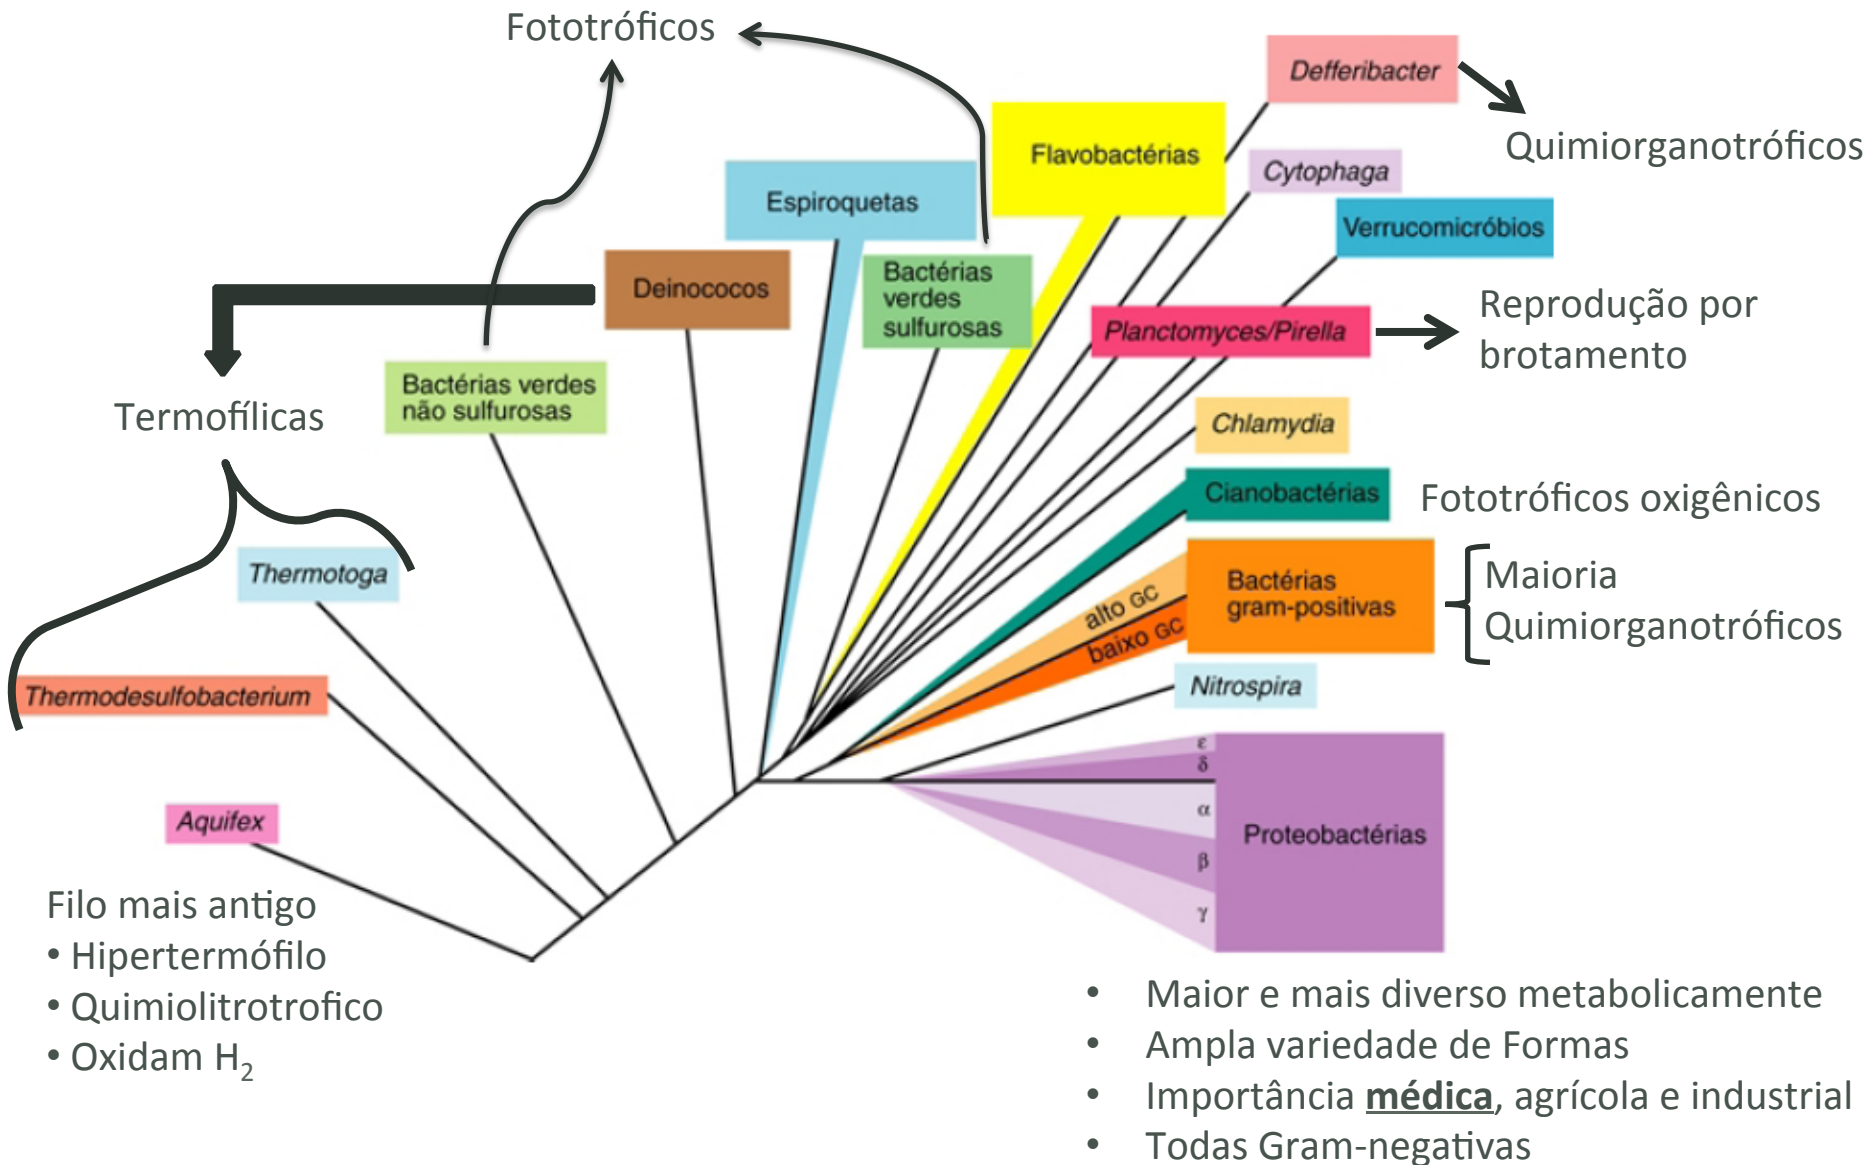 Fototróficos
Defferibacter
Quimiorganotróficos
Flavobactérias
Cytophaga
Espiroquetas
Verrucomicróbios
Bactérias
verdes
sulfurosas
Deinococos
Planctomyces/Pirella
Reprodução por
brotamento
Bactérias verdes
não sulfurosas
Termofílicas
Chlamydia
Cianobactérias
Fototróficos oxigênicos
Thermotoga
alto GC
baixo GC
Bactérias
gram-positivas
Maioria
Quimiorganotróficos
Thermodesulfobacterium
Nitrospira
Aquifex
ε
δ
α
β
γ
Proteobactérias
Filo mais antigo
• Hipertermófilo
• Quimiolitrotrofico
• Oxidam H₂
• Maior e mais diverso metabolicamente
• Ampla variedade de Formas
• Importância médica, agrícola e industrial
• Todas Gram-negativas